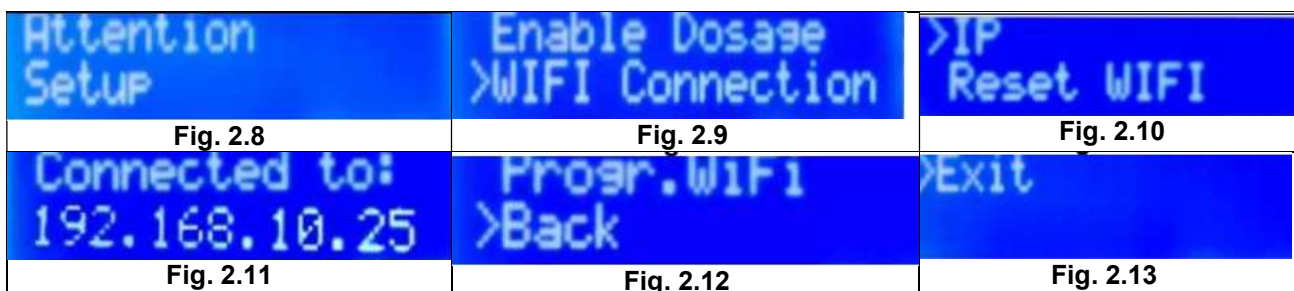 Attention
Setup
Fig. 2.8
Enable Dosage
>WIFI Connection
Fig. 2.9
>IP
Reset WIFI
Fig. 2.10
Connected to:
192.168.10.25
Fig. 2.11
Progr.WiFi
>Back
Fig. 2.12
>Exit
Fig. 2.13